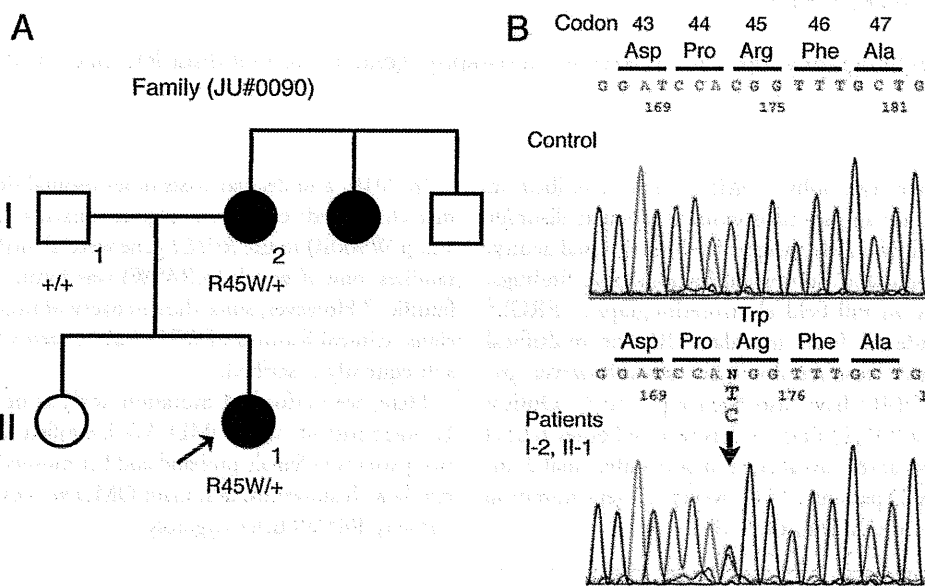 A
Family (JU#0090)
I
1
+/+
2
R45W/+
II
1
R45W/+
B
Codon 43 44 45 46 47
Asp Pro Arg Phe Ala
G G A T C C A C G G T T T G C T G
169 175 181
Control
Trp
Asp Pro Arg Phe Ala
G G A T C C A N G G T T T G C T G
169 T 176 181
C
Patients
I-2, II-1